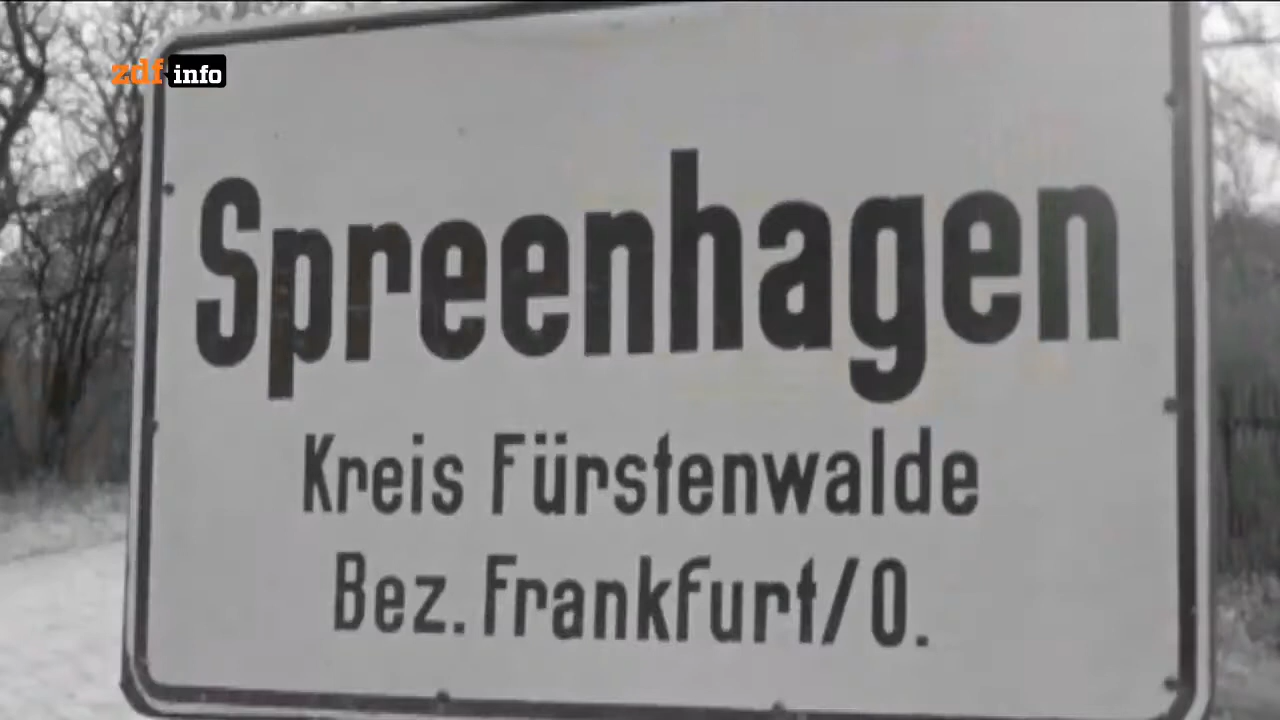 zdf info
Spreenhagen
Kreis Fürstenwalde
Bez. Frankfurt/O.